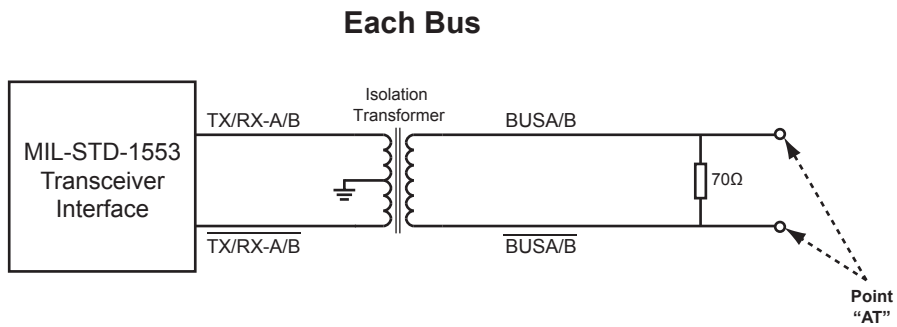 Each Bus
MIL-STD-1553
Transceiver
Interface
TX/RX-A/B
Isolation
Transformer
BUSA/B
70Ω
TX/RX-A/B
BUSA/B
Point
“AT”